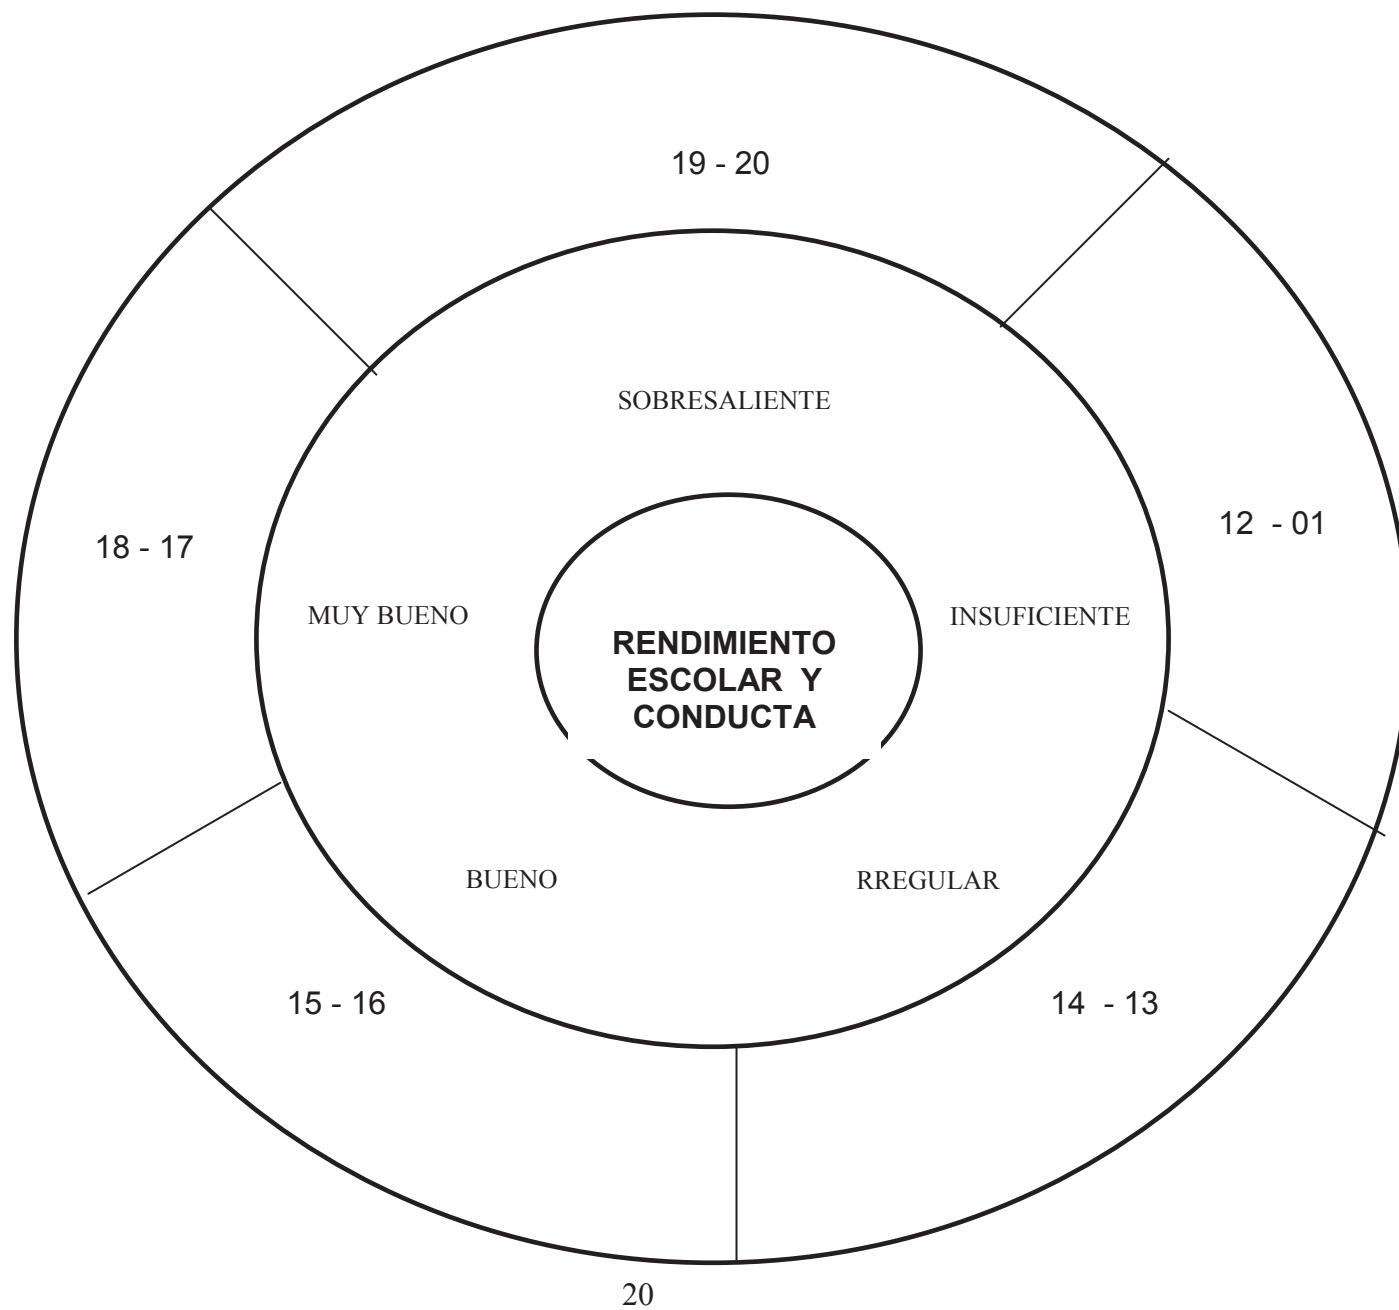 19 - 20
SOBRESALIENTE
12 - 01
18 - 17
MUY BUENO
INSUFICIENTE
RENDIMIENTO
ESCOLAR Y
CONDUCTA
BUENO
RREGULAR
15 - 16
14 - 13
20